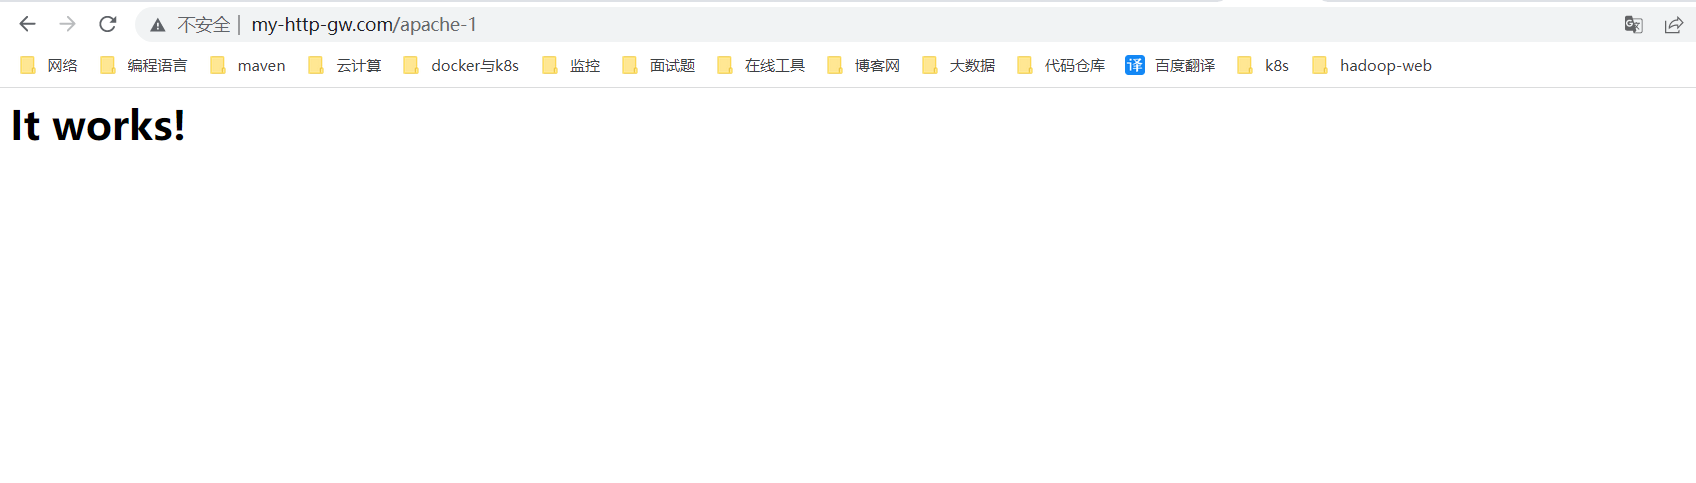 不安全 | my-http-gw.com/apache-1
网络 编程语言 maven 云计算 docker与k8s 监控 面试题 在线工具 博客网 大数据 代码仓库 译 百度翻译 k8s hadoop-web
It works!